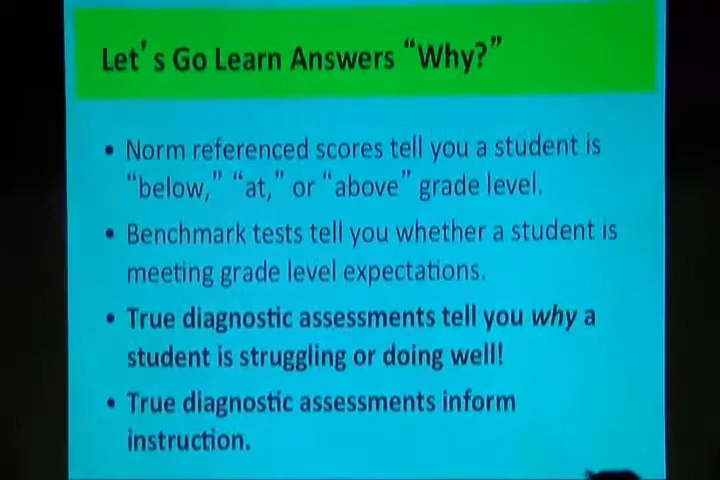 Let’s Go Learn Answers “Why?”
• Norm referenced scores tell you a student is
“below,” “at,” or “above” grade level.
• Benchmark tests tell you whether a student is
meeting grade level expectations.
• True diagnostic assessments tell you why a
student is struggling or doing well!
• True diagnostic assessments inform
instruction.